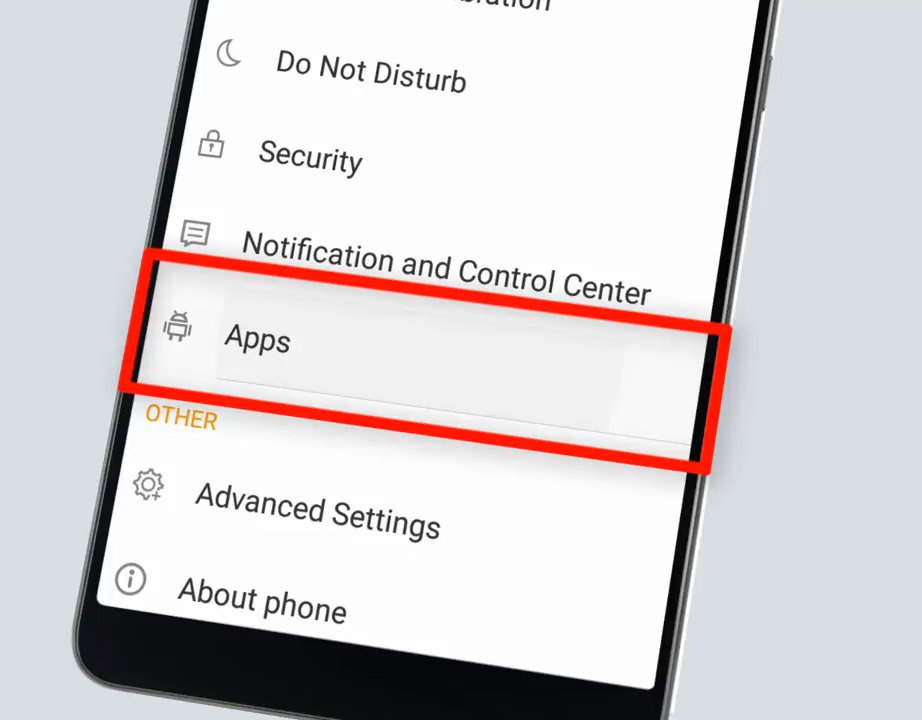 Do Not Disturb
Security
Notification and Control Center
Apps
OTHER
Advanced Settings
About phone